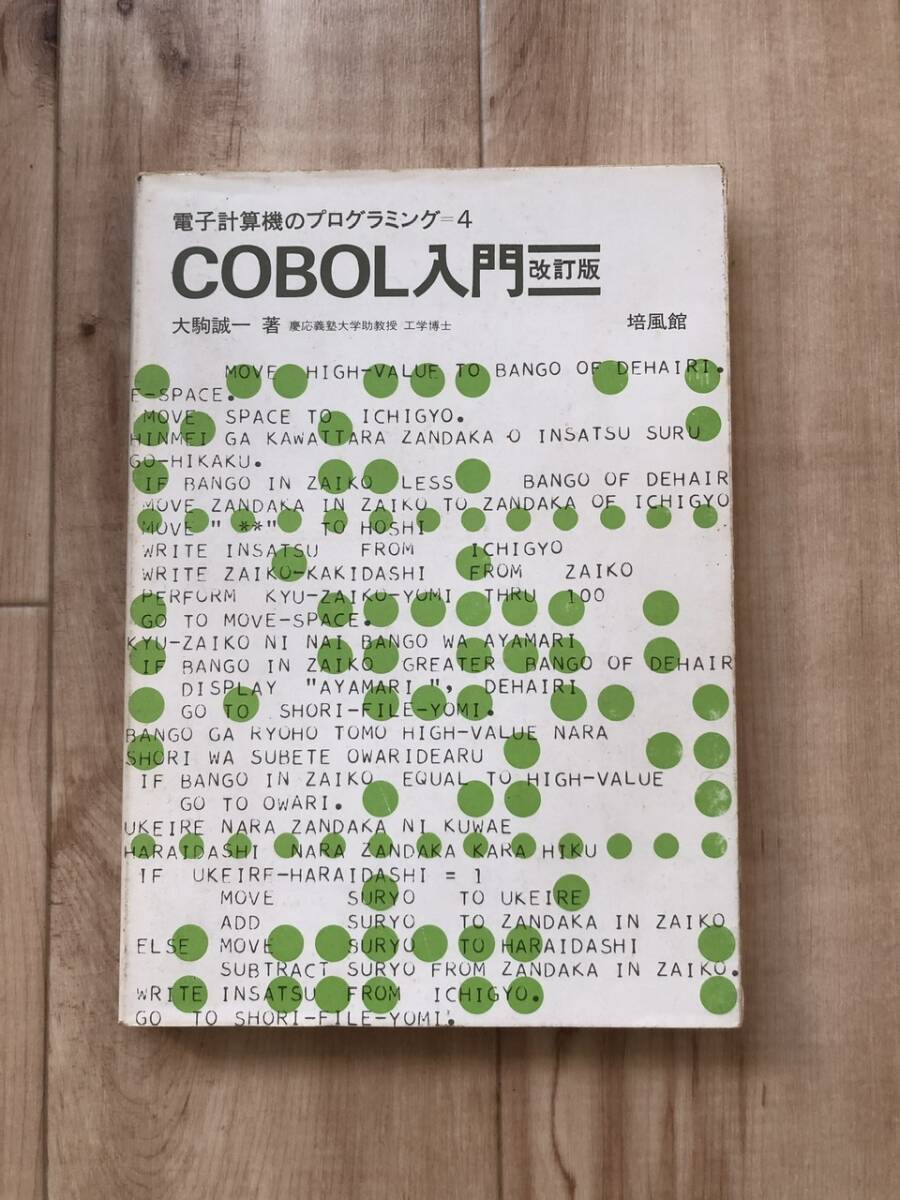 電子計算機のプログラミング=4
COBOL入門 改訂版
大駒誠一 著 慶応義塾大学助教授 工学博士 培風館
MOVE HIGH-VALUE TO BANGO OF DEHAIRI.
E-SPACE.
MOVE SPACE TO ICHIGYO.
HINMEI GA KAWATTARA ZANDAKA O INSATSU SURU
GO-HIKAKU.
IF BANGO IN ZAIKO LESS BANGO OF DEHAIR
MOVE ZANDAKA IN ZAIKO TO ZANDAKA OF ICHIGYO
MOVE " **" TO HOSHI
WRITE INSATSU FROM ICHIGYO
WRITE ZAIKO-KAKIDASHI FROM ZAIKO
PERFORM KYU-ZAIKO-YOMI THRU 100
GO TO MOVE-SPACE.
KYU-ZAIKO NI NAI BANGO WA AYAMARI
IF BANGO IN ZAIKO GREATER BANGO OF DEHAIR
DISPLAY "AYAMARI ", DEHAIRI
GO TO SHORI-FILE-YOMI.
BANGO GA RYOHO TOMO HIGH-VALUE NARA
SHORI WA SUBETE OWARIDEARU
IF BANGO IN ZAIKO EQUAL TO HIGH-VALUE
GO TO OWARI.
UKEIRE NARA ZANDAKA NI KUWAE
HARAIDASHI NARA ZANDAKA KARA HIKU
IF UKEIRE-HARAIDASHI = 1
MOVE SURYO TO UKEIRE
ADD SURYO TO ZANDAKA IN ZAIKO
ELSE MOVE SURYO TO HARAIDASHI
SUBTRACT SURYO FROM ZANDAKA IN ZAIKO.
WRITE INSATSU FROM ICHIGYO.
GO TO SHORI-FILE-YOMI.